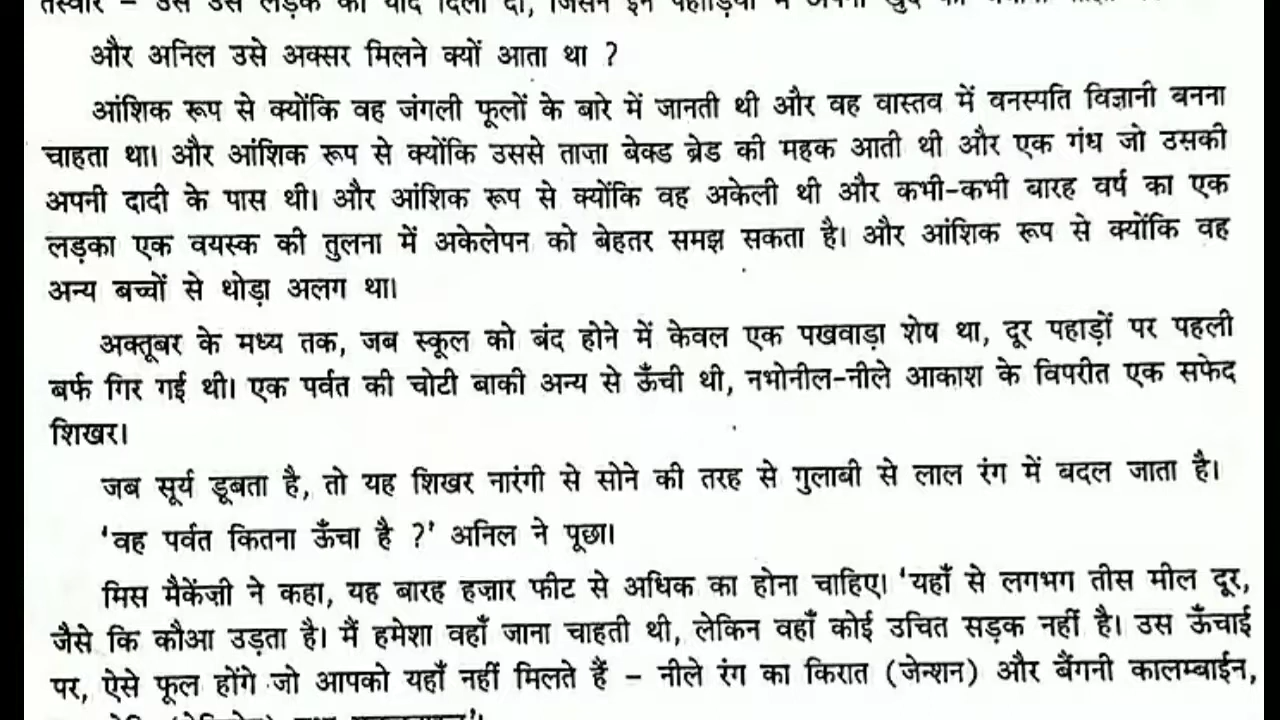 और अनिल उसे अक्सर मिलने क्यों आता था ?
आंशिक रूप से क्योंकि वह जंगली फूलों के बारे में जानती थी और वह वास्तव में वनस्पति विज्ञानी बनना
चाहता था। और आंशिक रूप से क्योंकि उससे ताज़ा बेक्ड ब्रेड की महक आती थी और एक गंध जो उसकी
अपनी दादी के पास थी। और आंशिक रूप से क्योंकि वह अकेली थी और कभी-कभी बारह वर्ष का एक
लड़का एक वयस्क की तुलना में अकेलेपन को बेहतर समझ सकता है। और आंशिक रूप से क्योंकि वह
अन्य बच्चों से थोड़ा अलग था।
अक्तूबर के मध्य तक, जब स्कूल को बंद होने में केवल एक पखवाड़ा शेष था, दूर पहाड़ों पर पहली
बर्फ गिर गई थी। एक पर्वत की चोटी बाकी अन्य से ऊँची थी, नभोनील-नीले आकाश के विपरीत एक सफेद
शिखर।
जब सूर्य डूबता है, तो यह शिखर नारंगी से सोने की तरह से गुलाबी से लाल रंग में बदल जाता है।
'वह पर्वत कितना ऊँचा है ?' अनिल ने पूछा।
मिस मैकेंज़ी ने कहा, यह बारह हज़ार फीट से अधिक का होना चाहिए। 'यहाँ से लगभग तीस मील दूर,
जैसे कि कौआ उड़ता है। मैं हमेशा वहाँ जाना चाहती थी, लेकिन वहाँ कोई उचित सड़क नहीं है। उस ऊँचाई
पर, ऐसे फूल होंगे जो आपको यहाँ नहीं मिलते हैं – नीले रंग का किरात (जेन्शन) और बैंगनी कालम्बाईन,